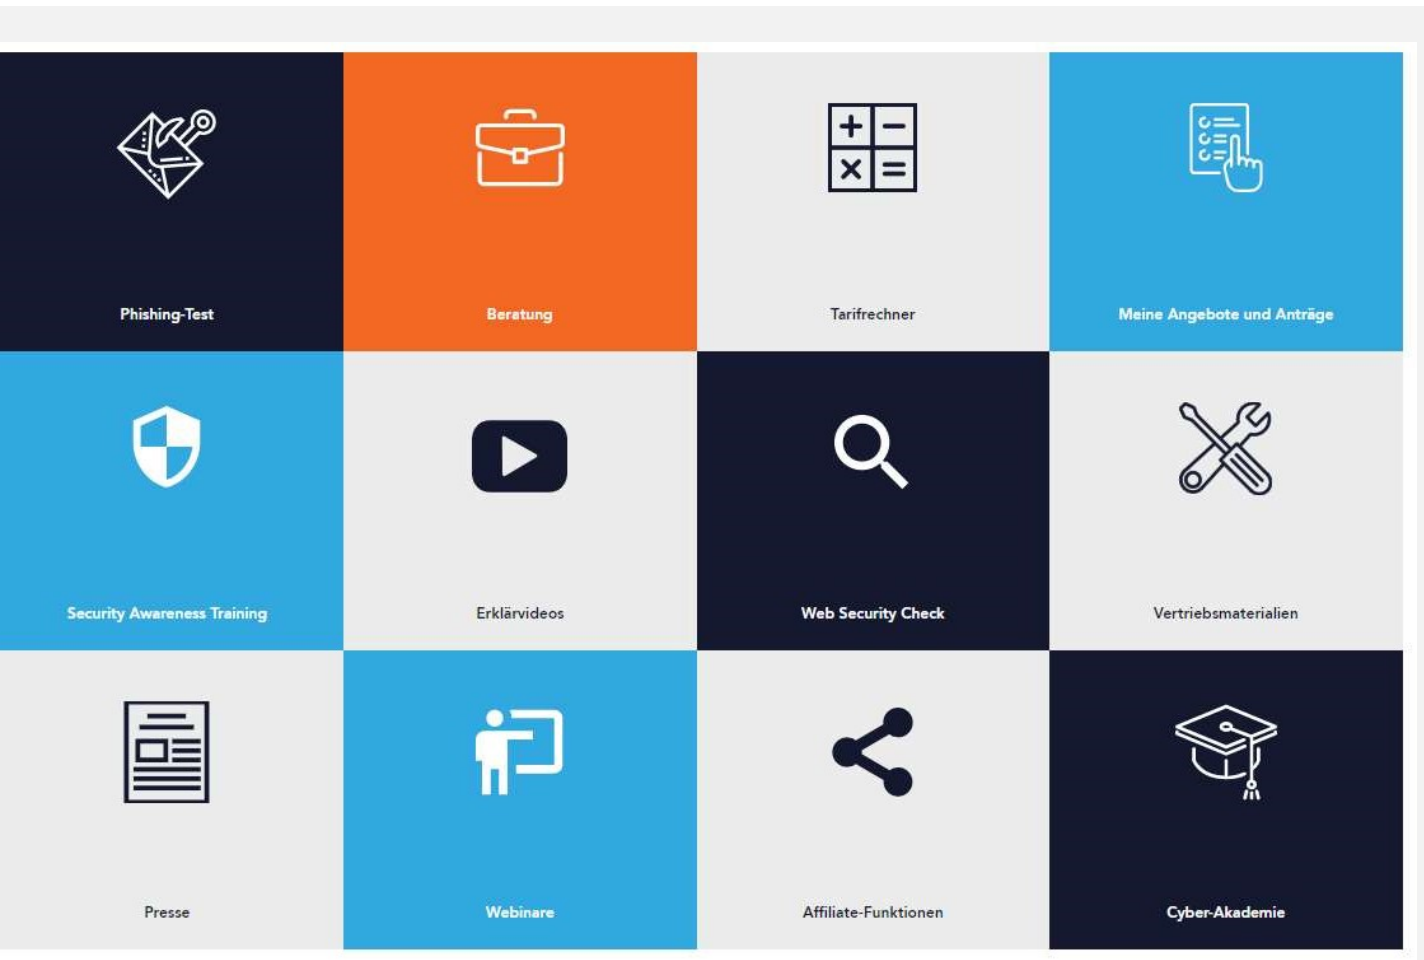 Phishing-Test
Beratung
Tarifrechner
Meine Angebote und Anträge
Security Awareness Training
Erklärvideos
Web Security Check
Vertriebsmaterialien
Presse
Webinare
Affiliate-Funktionen
Cyber-Akademie